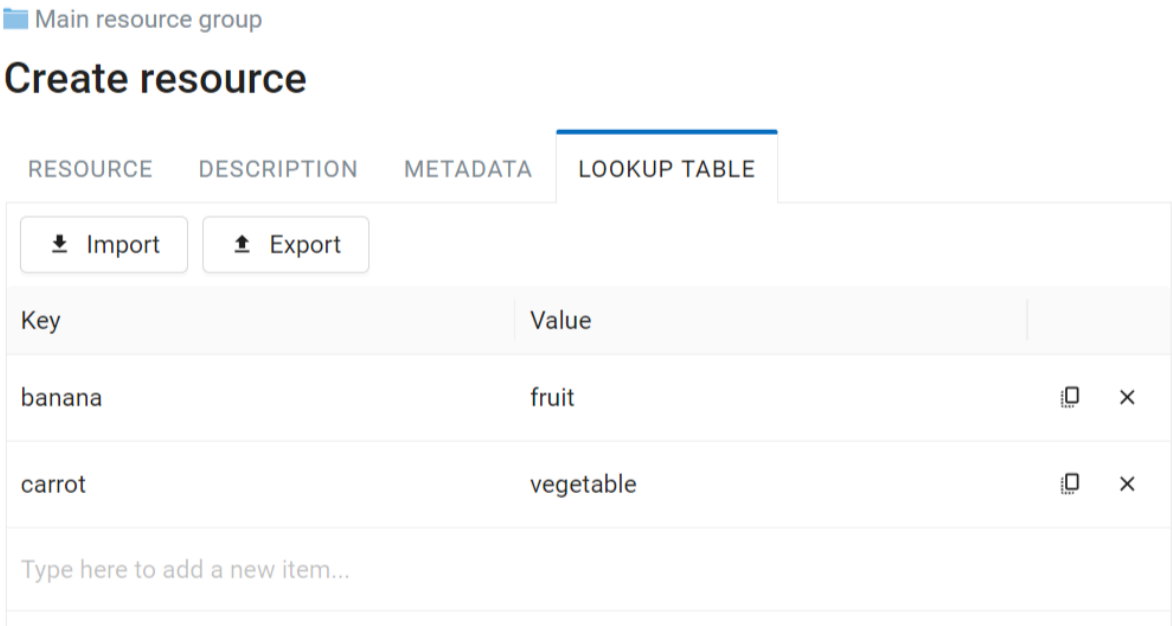 Main resource group
Create resource
RESOURCE DESCRIPTION METADATA LOOKUP TABLE
Import Export
Key Value
banana fruit
carrot vegetable
Type here to add a new item...